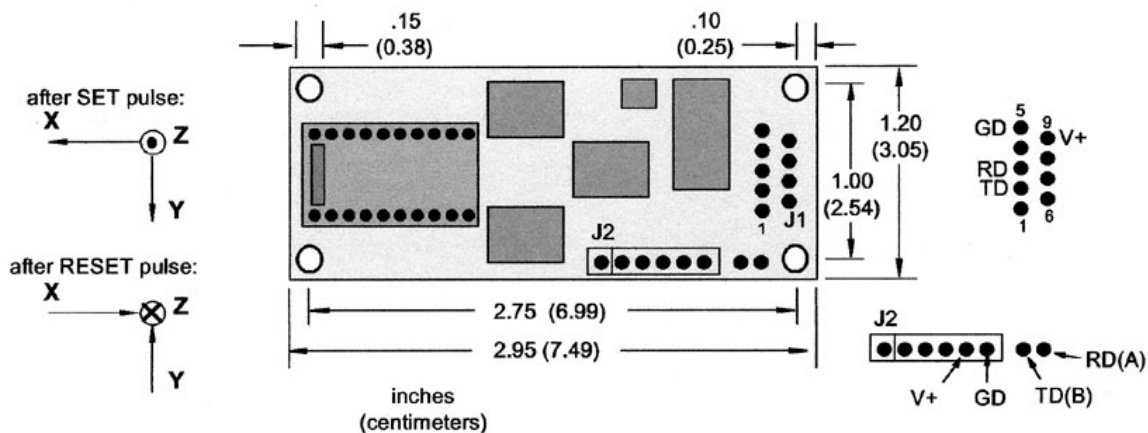 .15
(0.38)
.10
(0.25)
after SET pulse:
X
Z
Y
after RESET pulse:
X
Z
Y
1.20
(3.05)
1.00
(2.54)
1
J1
J2
2.75 (6.99)
2.95 (7.49)
inches
(centimeters)
5
9
GD
V+
RD
TD
1
6
J2
V+
GD
TD(B)
RD(A)